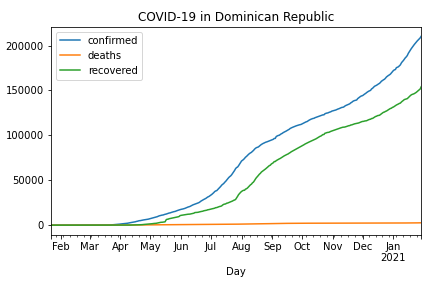 COVID-19 in Dominican Republic
confirmed
deaths
recovered
200000
150000
100000
50000
0
Feb Mar Apr May Jun Jul Aug Sep Oct Nov Dec Jan
2021
Day